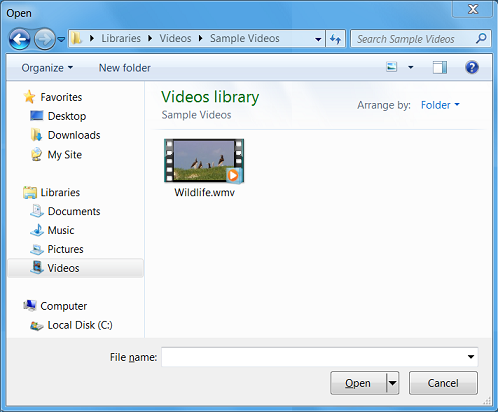 Open
Libraries Videos Sample Videos Search Sample Videos
Organize New folder
Favorites
Desktop
Downloads
My Site
Libraries
Documents
Music
Pictures
Videos
Computer
Local Disk (C:)
Videos library
Sample Videos
Arrange by: Folder
Wildlife.wmv
File name:
Open Cancel